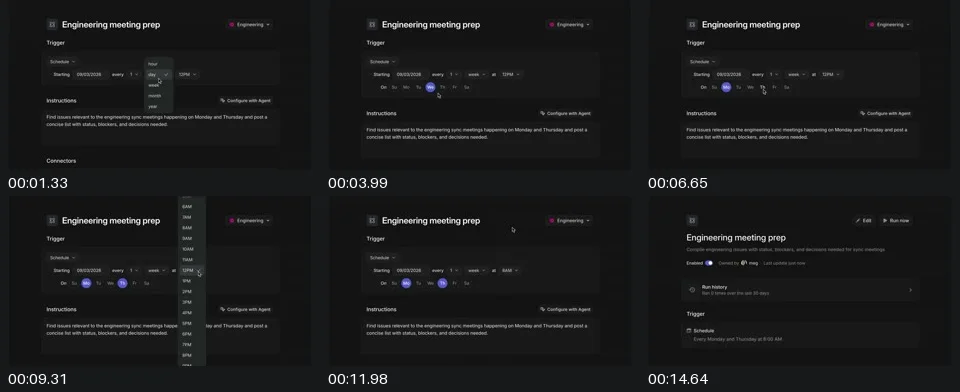 Engineering meeting prep
Engineering
Trigger
Schedule
Starting 09/03/2026 every 1 day 12PM
hour
day
week
month
year
Instructions
Configure with Agent
Find issues relevant to the engineering sync meetings happening on Monday and Thursday and post a
concise list with status, blockers, and decisions needed.
Connectors
00:01.33
Engineering meeting prep
Engineering
Trigger
Schedule
Starting 09/03/2026 every 1 week at 12PM
On Su Mo Tu We Th Fr Sa
Instructions
Configure with Agent
Find issues relevant to the engineering sync meetings happening on Monday and Thursday and post a
concise list with status, blockers, and decisions needed.
00:03.99
Engineering meeting prep
Engineering
Trigger
Schedule
Starting 09/03/2026 every 1 week at 12PM
On Su Mo Tu We Th Fr Sa
Instructions
Configure with Agent
Find issues relevant to the engineering sync meetings happening on Monday and Thursday and post a
concise list with status, blockers, and decisions needed.
00:06.65
Engineering meeting prep
Engineering
Trigger
Schedule
Starting 09/03/2026 every 1 week at
On Su Mo Tu We Th Fr Sa
6AM
7AM
8AM
9AM
10AM
11AM
12PM
1PM
2PM
3PM
4PM
5PM
6PM
7PM
8PM
Instructions
Configure with Agent
Find issues relevant to the engineering sync meetings happ day and Thursday and post a
concise list with status, blockers, and decisions needed.
00:09.31
Engineering meeting prep
Engineering
Trigger
Schedule
Starting 09/03/2026 every 1 week at 8AM
On Su Mo Tu We Th Fr Sa
Instructions
Configure with Agent
Find issues relevant to the engineering sync meetings happening on Monday and Thursday and post a
concise list with status, blockers, and decisions needed.
00:11.98
Edit
Run now
Engineering meeting prep
Compile engineering issues with status, blockers, and decisions needed for sync meetings
Enabled Owned by meg Last update just now
Run history
Ran 0 times over the last 30 days
Trigger
Schedule
Every Monday and Thursday at 8:00 AM
00:14.64